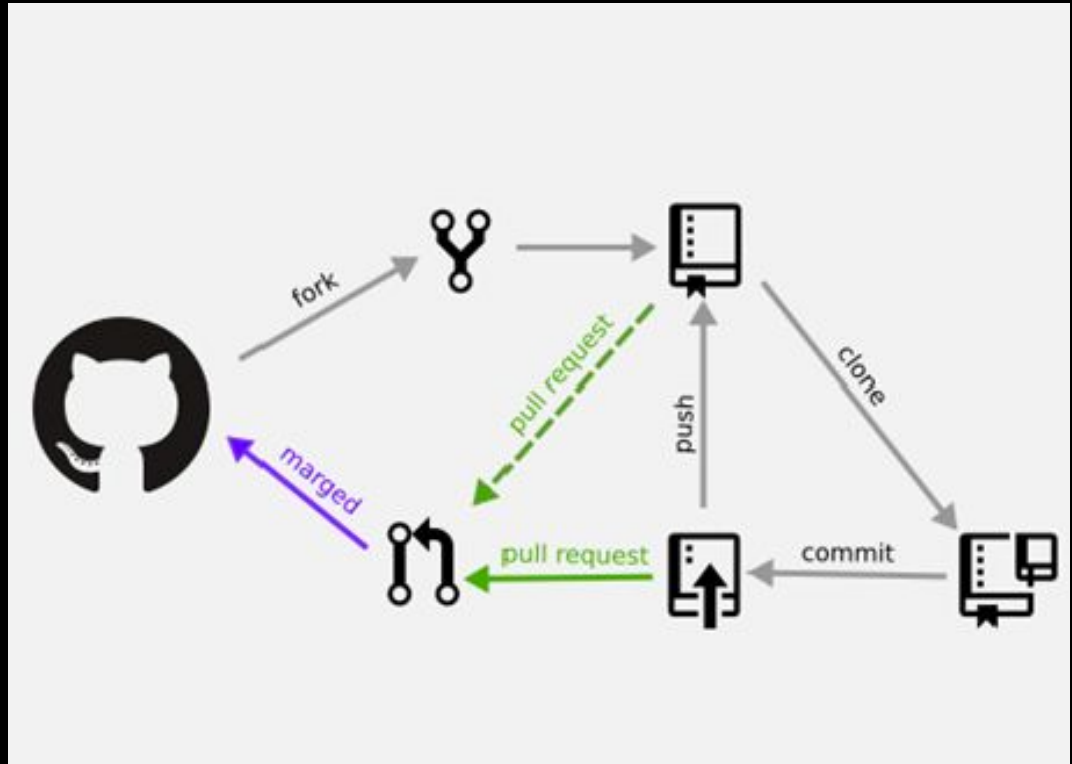 fork
clone
pull request
push
marged
pull request
commit